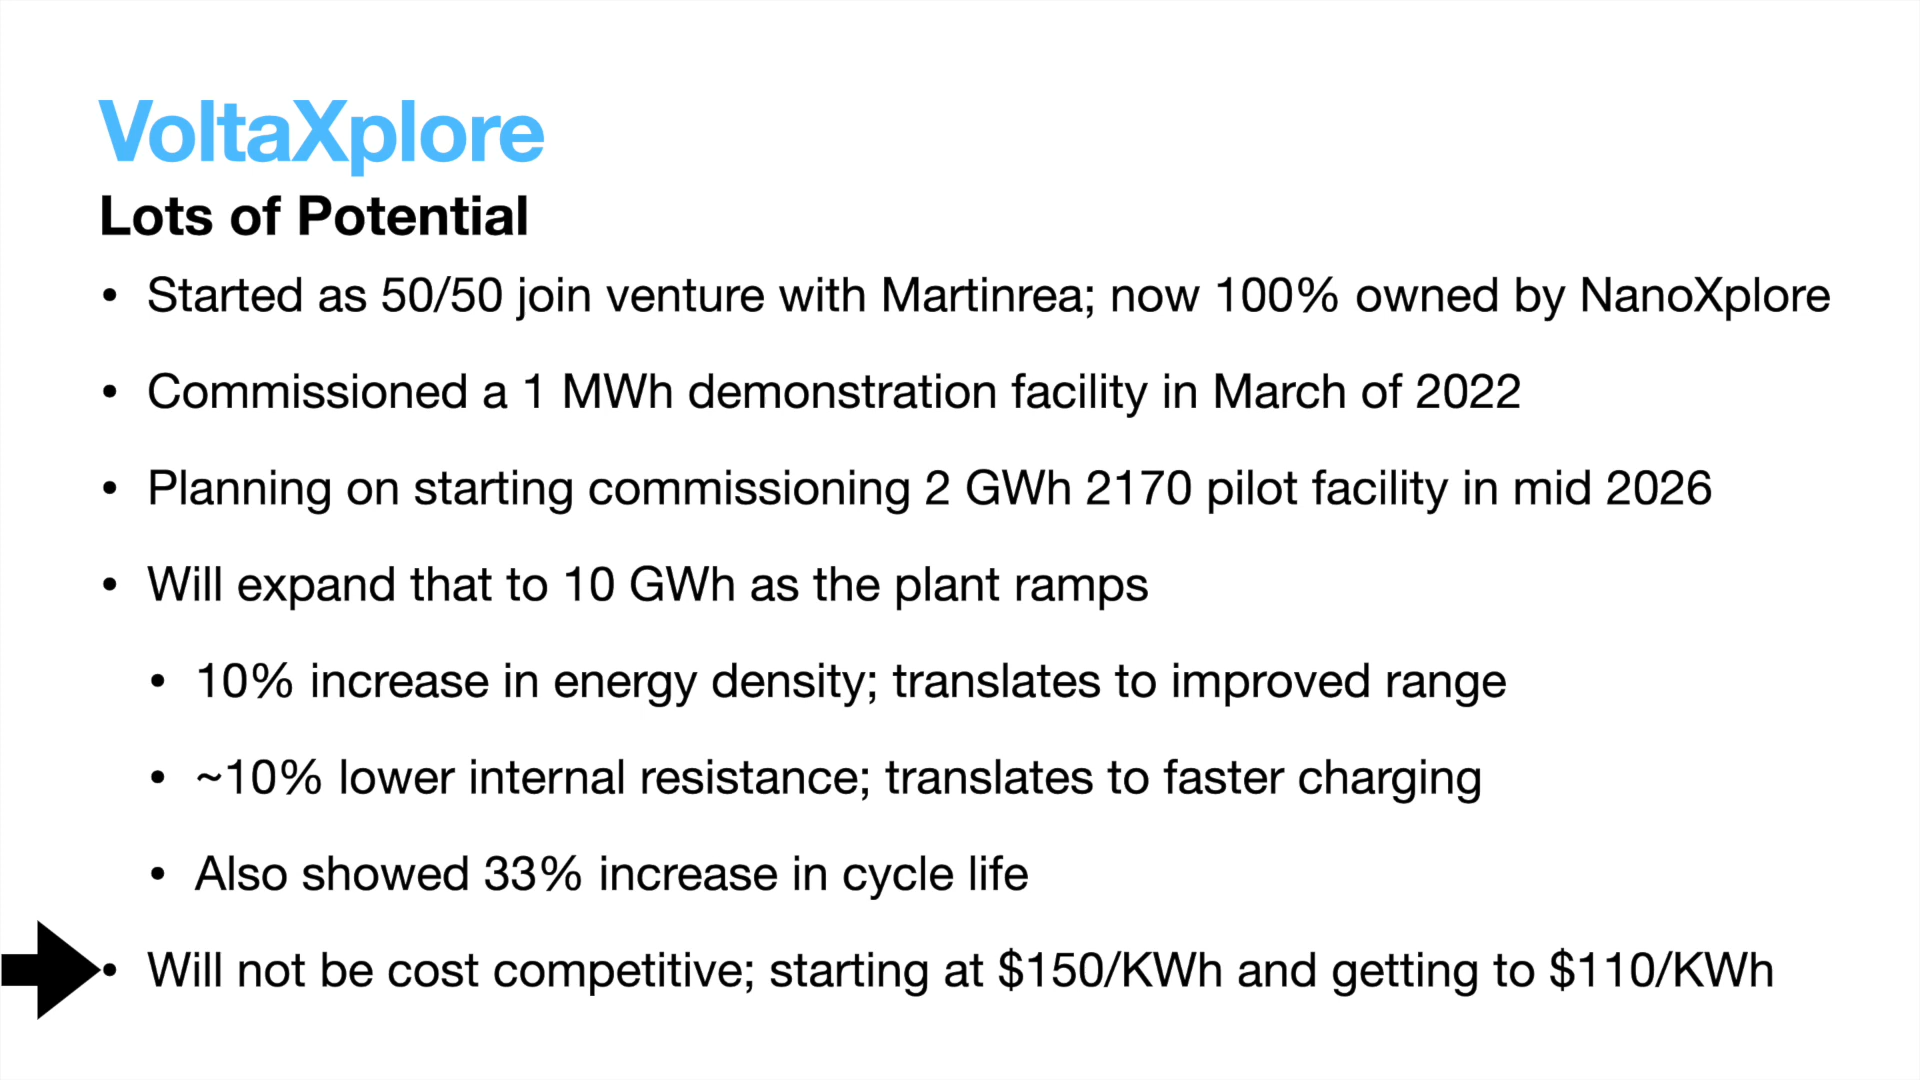 VoltaXplore
Lots of Potential
• Started as 50/50 join venture with Martinrea; now 100% owned by NanoXplore
• Commissioned a 1 MWh demonstration facility in March of 2022
• Planning on starting commissioning 2 GWh 2170 pilot facility in mid 2026
• Will expand that to 10 GWh as the plant ramps
• 10% increase in energy density; translates to improved range
• ~10% lower internal resistance; translates to faster charging
• Also showed 33% increase in cycle life
• Will not be cost competitive; starting at $150/KWh and getting to $110/KWh